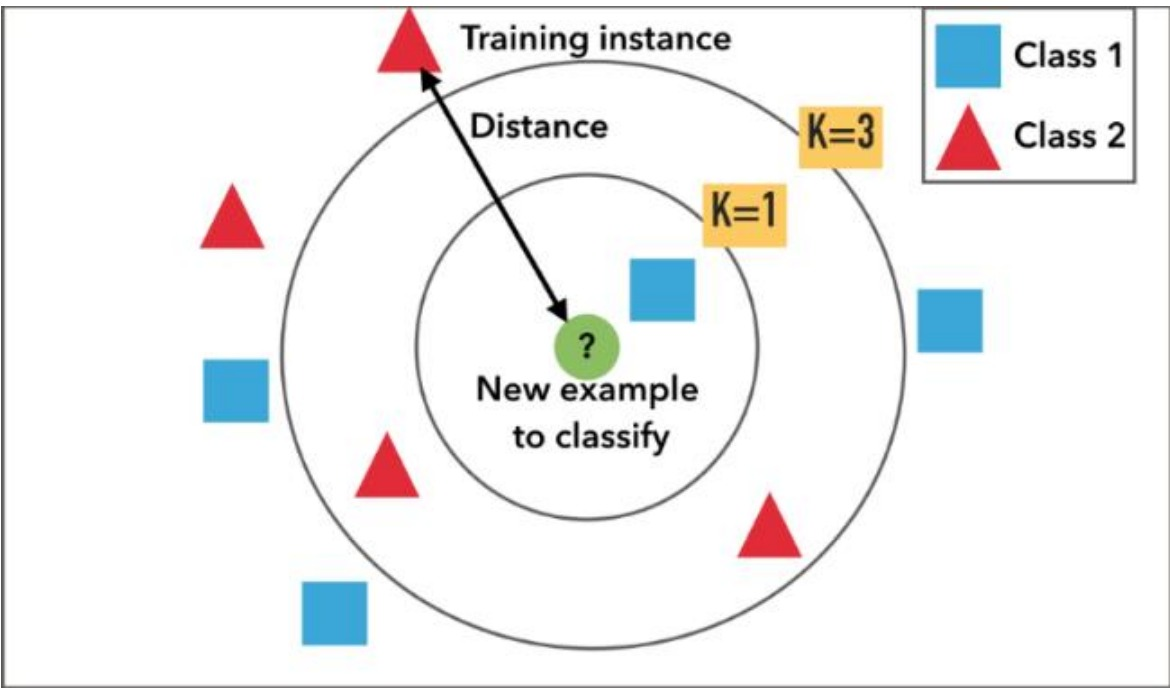 Training instance
Class 1
Distance
K=3
Class 2
K=1
?
New example
to classify